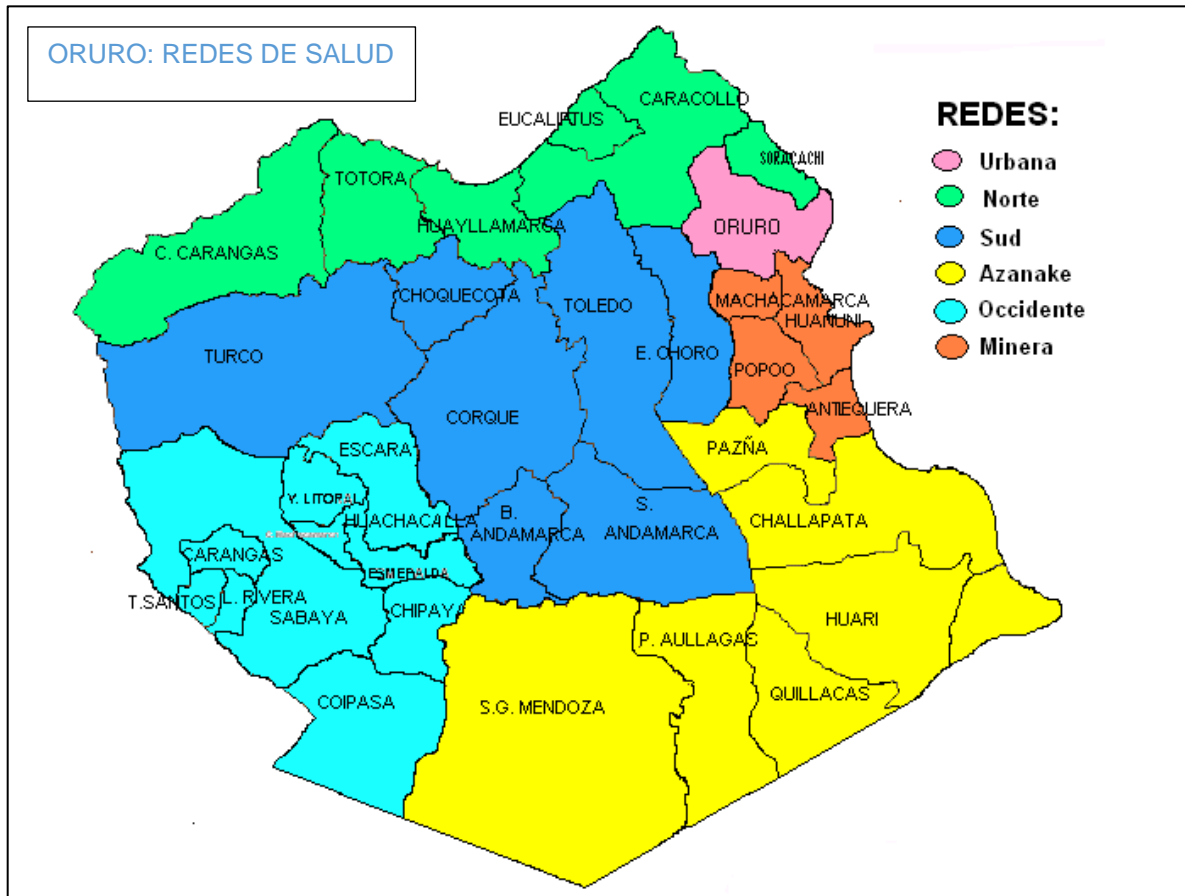 ORURO: REDES DE SALUD
REDES:
Urbana
Norte
Sud
Azanake
Occidente
Minera
CARACOLLO
EUCALIPTUS
SORACACHI
TOTORA
HUAYLLAMARCA
ORURO
C. CARANGAS
CHOQUECOTA
TOLEDO
MACHACAMARCA
HUANUNI
TURCO
E. CHORO
POPOO
ANTIEQUERA
CORQUE
ESCARA
PAZÑA
Y. LITOPAL
HUACHACALLA
B.
ANDAMARCA
S.
ANDAMARCA
CHALLAPATA
CARANGAS
ESMERALDA
T.SANTOS
L. RIVERA
SABAYA
CHIPAYA
HUARI
P. AULLAGAS
COIPASA
S.G. MENDOZA
QUILLACAS